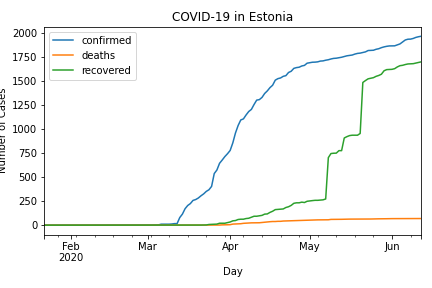 COVID-19 in Estonia
confirmed
deaths
recovered
2000
1750
1500
1250
1000
750
500
250
0
Number of Cases
Feb
2020
Mar
Apr
May
Jun
Day